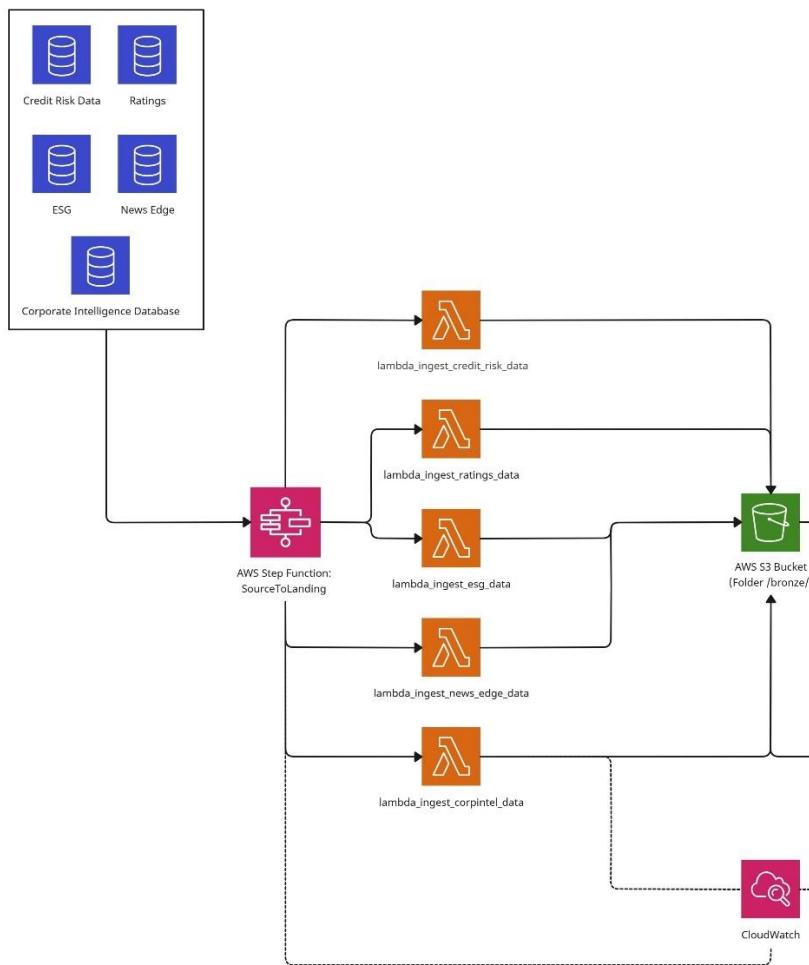 Credit Risk Data
Ratings
ESG
News Edge
Corporate Intelligence Database
lambda_ingest_credit_risk_data
lambda_ingest_ratings_data
AWS Step Function:
SourceToLanding
lambda_ingest_esg_data
AWS S3 Bucket
(Folder /bronze/
lambda_ingest_news_edge_data
lambda_ingest_corpintel_data
CloudWatch